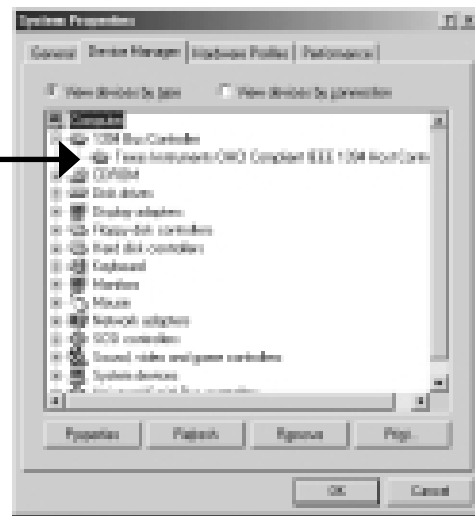 System Properties
General Device Manager Hardware Profiles Performance
View devices by type View devices by connection
Computer
1394 Bus Controller
Texas Instruments OHCI Compliant IEEE 1394 Host Contr
CDROM
Disk drives
Display adapters
Floppy disk controllers
Hard disk controllers
Keyboard
Monitors
Mouse
Network adapters
SCSI controllers
Sound, video and game controllers
System devices
Properties Refresh Remove Print...
OK Cancel